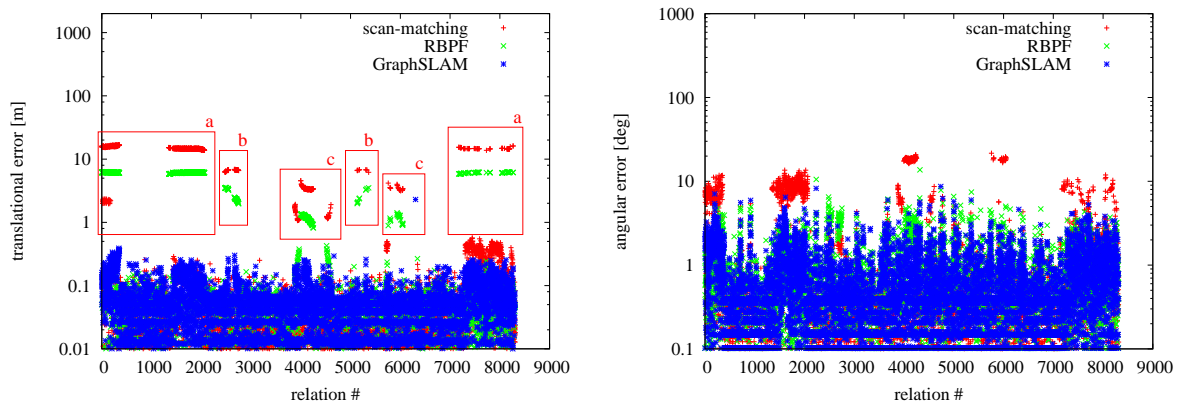 1000
100
10
1
0.1
0.01
translational error [m]
0 1000 2000 3000 4000 5000 6000 7000 8000 9000
relation #
scan-matching
RBPF
GraphSLAM
a
b
c
b
c
a
1000
100
10
1
0.1
angular error [deg]
0 1000 2000 3000 4000 5000 6000 7000 8000 9000
relation #
scan-matching
RBPF
GraphSLAM